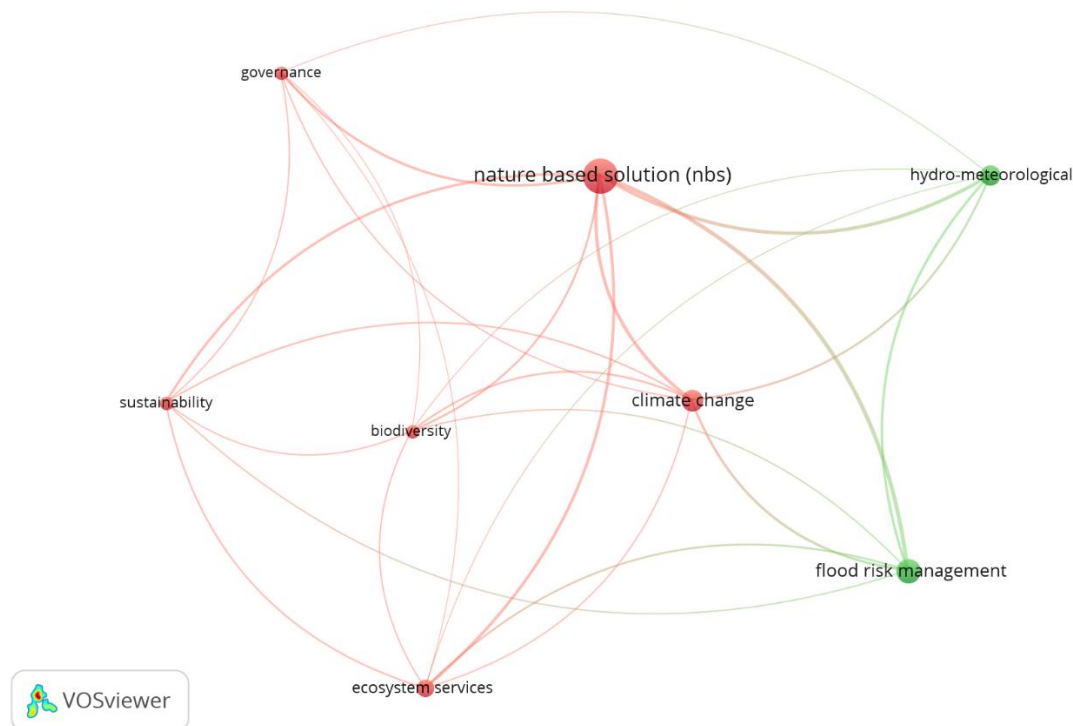 governance
nature based solution (nbs)
hydro-meteorological
climate change
sustainability
biodiversity
flood risk management
ecosystem services
VOSviewer